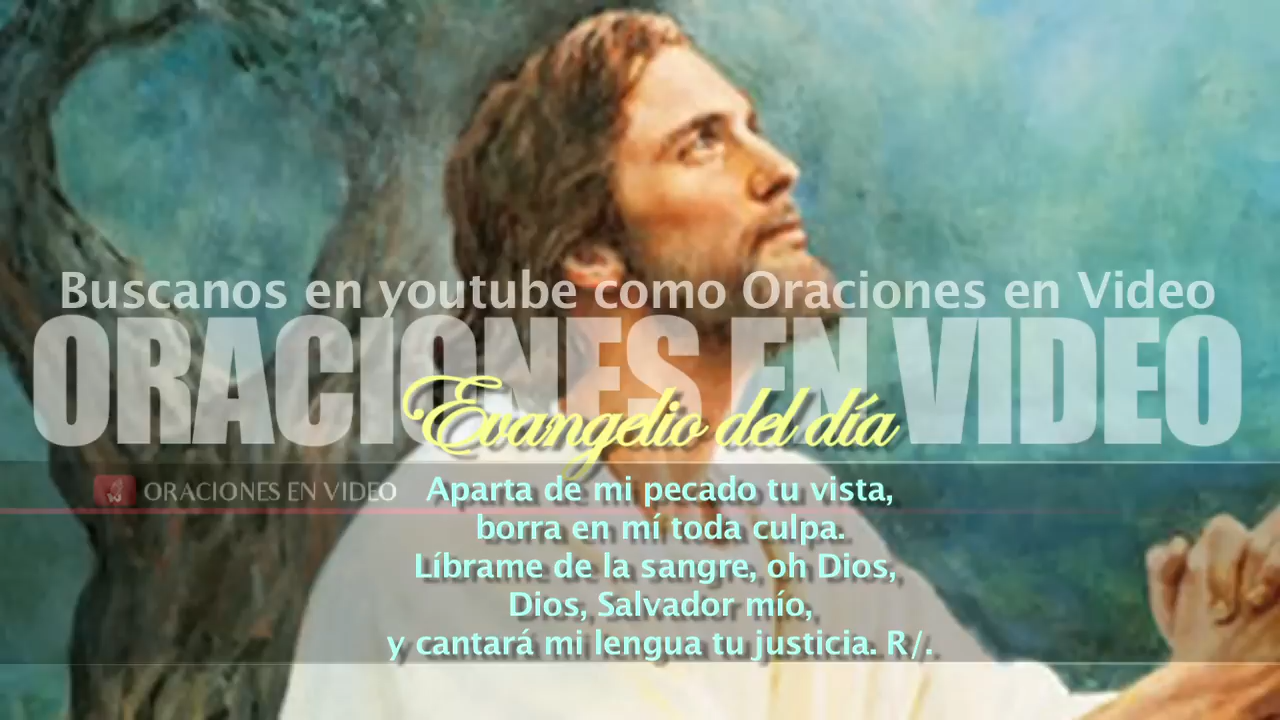 Buscanos en youtube como Oraciones en Video
ORACIONES EN VIDEO
Evangelio del día
ORACIONES EN VIDEO
Aparta de mi pecado tu vista,
borra en mí toda culpa.
Líbrame de la sangre, oh Dios,
Dios, Salvador mío,
y cantará mi lengua tu justicia. R/.